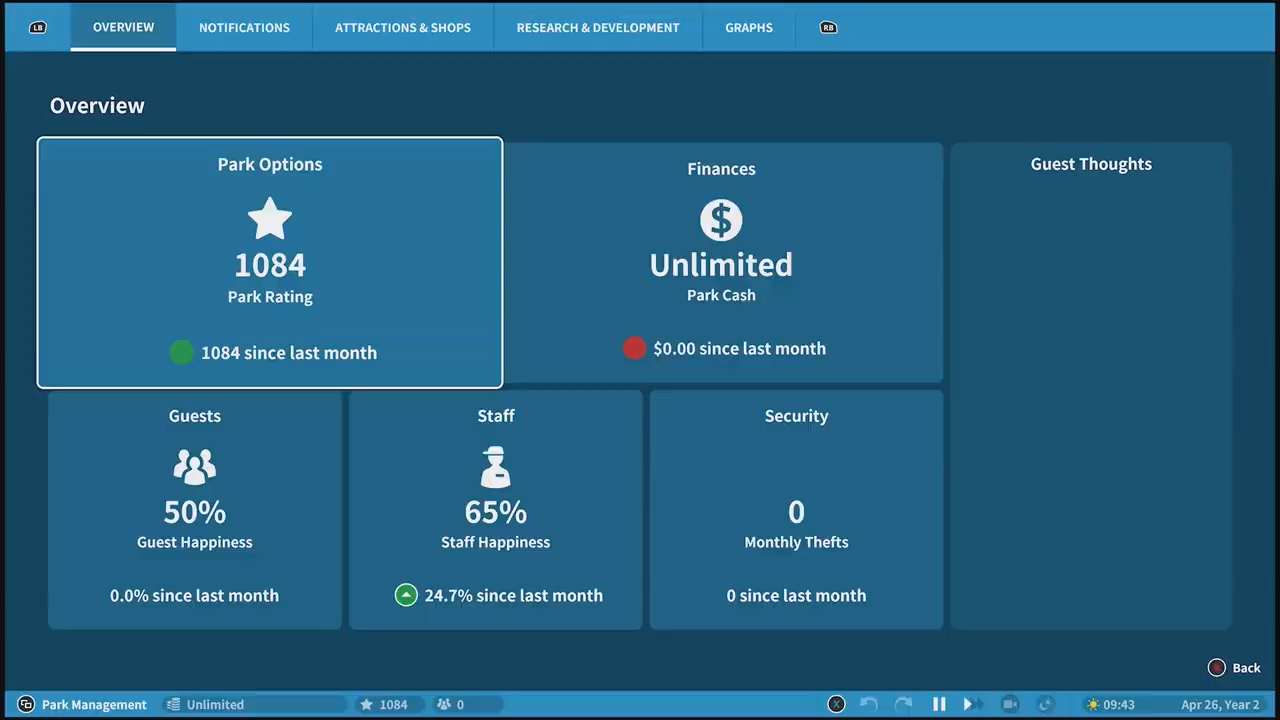 LB
OVERVIEW
NOTIFICATIONS
ATTRACTIONS & SHOPS
RESEARCH & DEVELOPMENT
GRAPHS
RB
Overview
Park Options
1084
Park Rating
1084 since last month
Finances
$
Unlimited
Park Cash
$0.00 since last month
Guest Thoughts
Guests
50%
Guest Happiness
0.0% since last month
Staff
65%
Staff Happiness
24.7% since last month
Security
0
Monthly Thefts
0 since last month
Back
Park Management
Unlimited
1084
0
X
09:43
Apr 26, Year 2